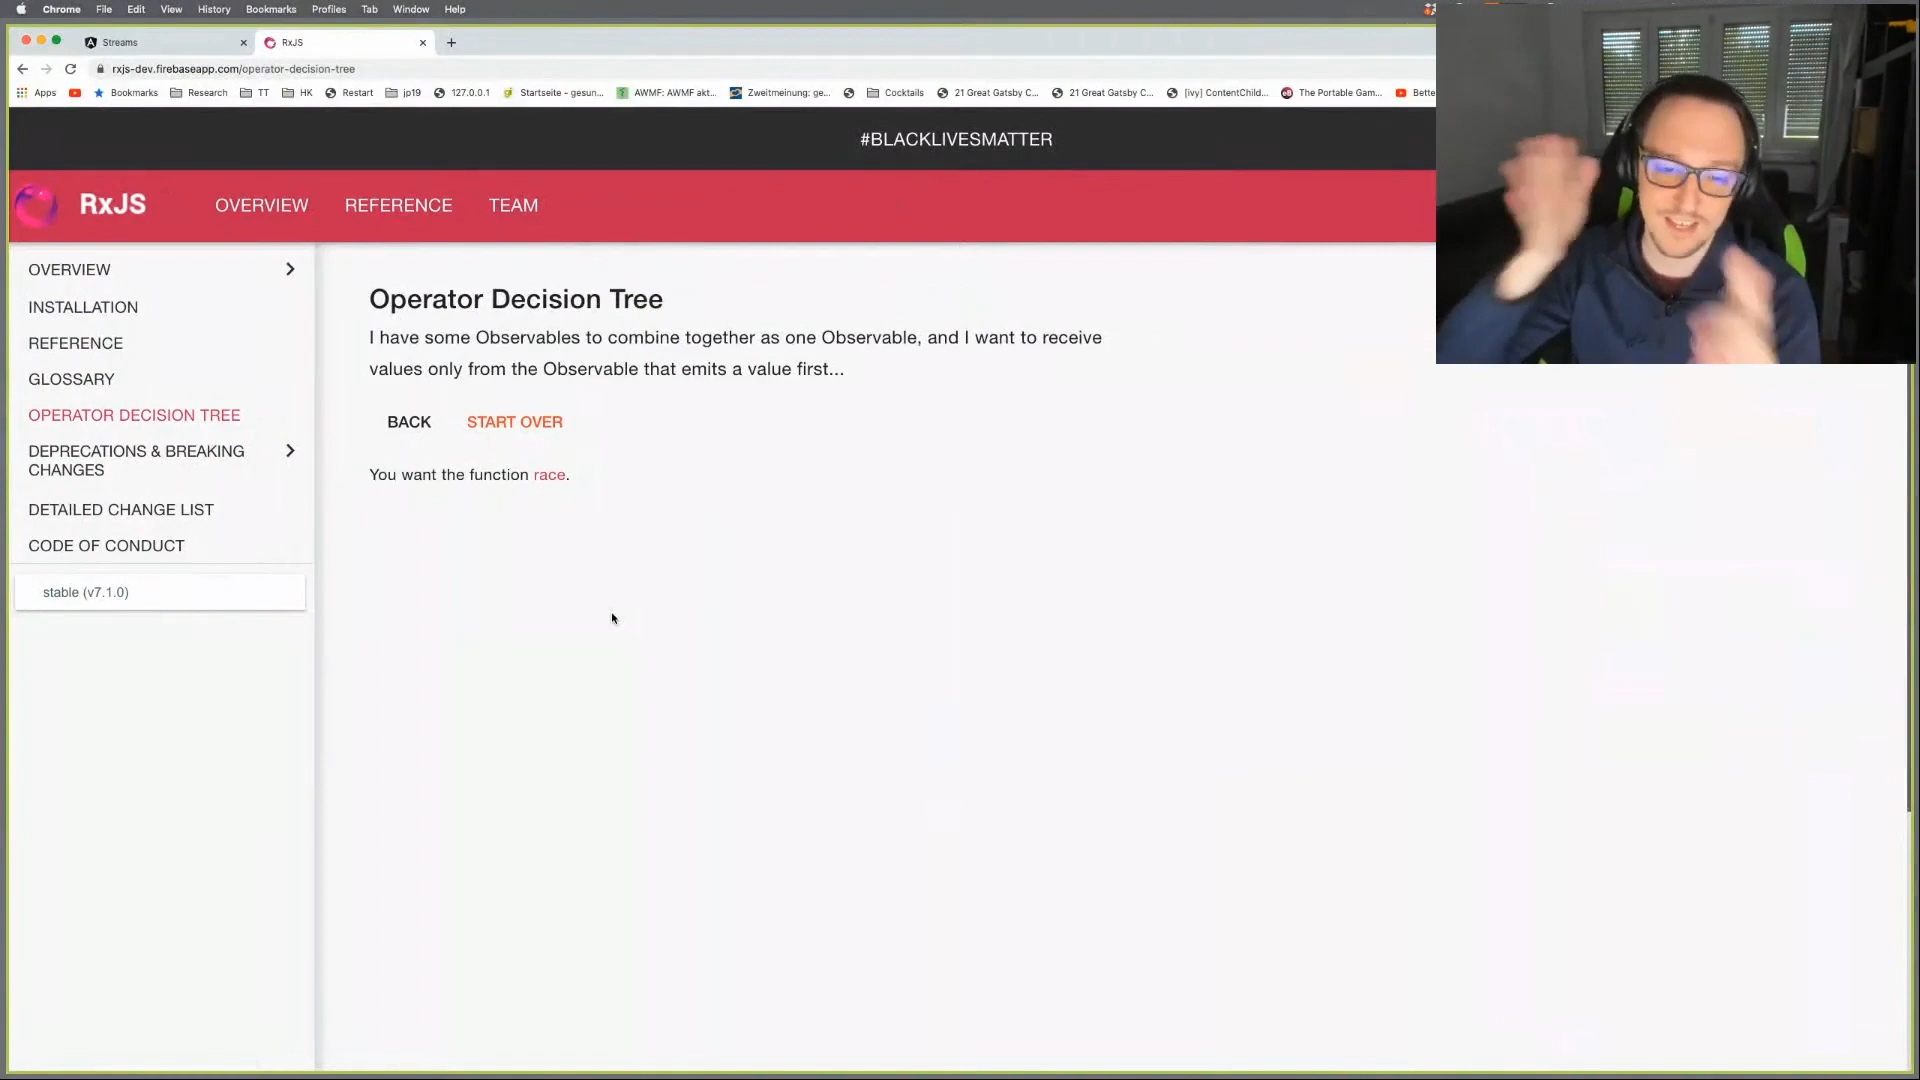 Chrome File Edit View History Bookmarks Profiles Tab Window Help
Streams
RxJS
rxjs-dev.firebaseapp.com/operator-decision-tree
Apps Bookmarks Research TT HK Restart jp19 127.0.0.1 Startseite - gesun... AWMF: AWMF akt... Zweitmeinung: ge... Cocktails 21 Great Gatsby C... 21 Great Gatsby C... [ivy] ContentChild... The Portable Gam... Bette
#BLACKLIVESMATTER
RxJS OVERVIEW REFERENCE TEAM
OVERVIEW
INSTALLATION
REFERENCE
GLOSSARY
OPERATOR DECISION TREE
DEPRECATIONS & BREAKING
CHANGES
DETAILED CHANGE LIST
CODE OF CONDUCT
stable (v7.1.0)
Operator Decision Tree
I have some Observables to combine together as one Observable, and I want to receive
values only from the Observable that emits a value first...
BACK START OVER
You want the function race.